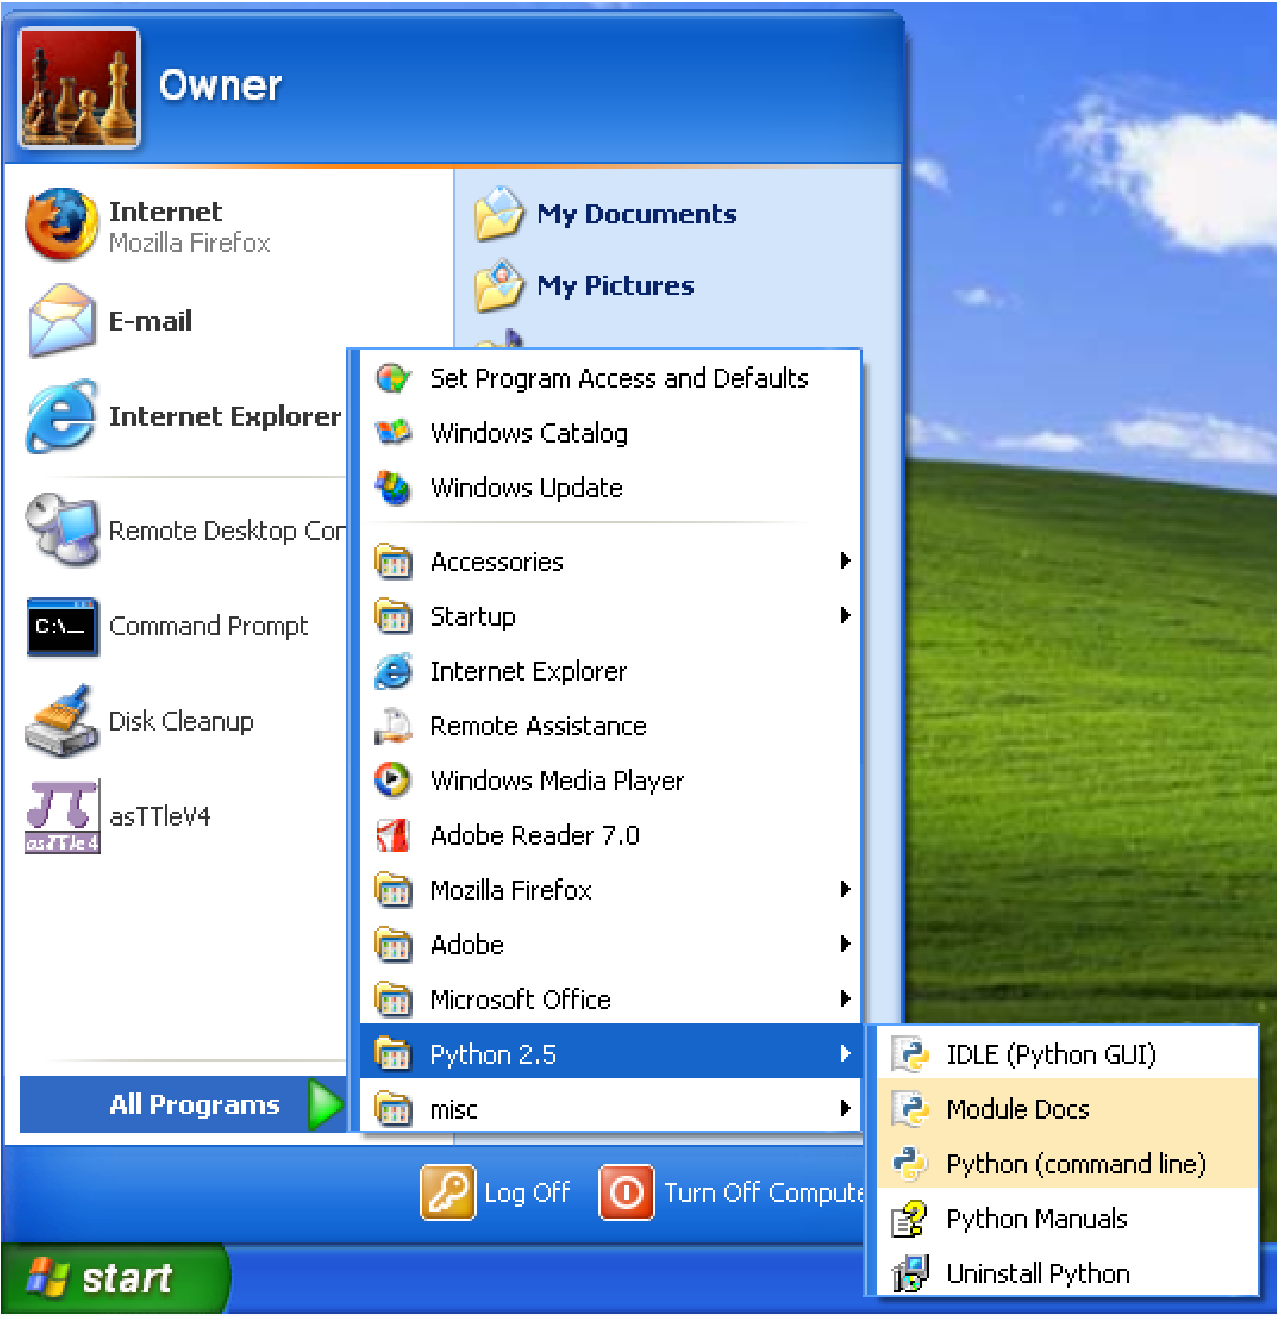 Owner
Internet
Mozilla Firefox
E-mail
Internet Explorer
Remote Desktop Con
C:\_
Command Prompt
Disk Cleanup
asTTle4
asTTleV4
All Programs
My Documents
My Pictures
Set Program Access and Defaults
Windows Catalog
Windows Update
Accessories
Startup
Internet Explorer
Remote Assistance
Windows Media Player
Adobe Reader 7.0
Mozilla Firefox
Adobe
Microsoft Office
Python 2.5
misc
IDLE (Python GUI)
Module Docs
Python (command line)
Python Manuals
Uninstall Python
Log Off
Turn Off Compute
start